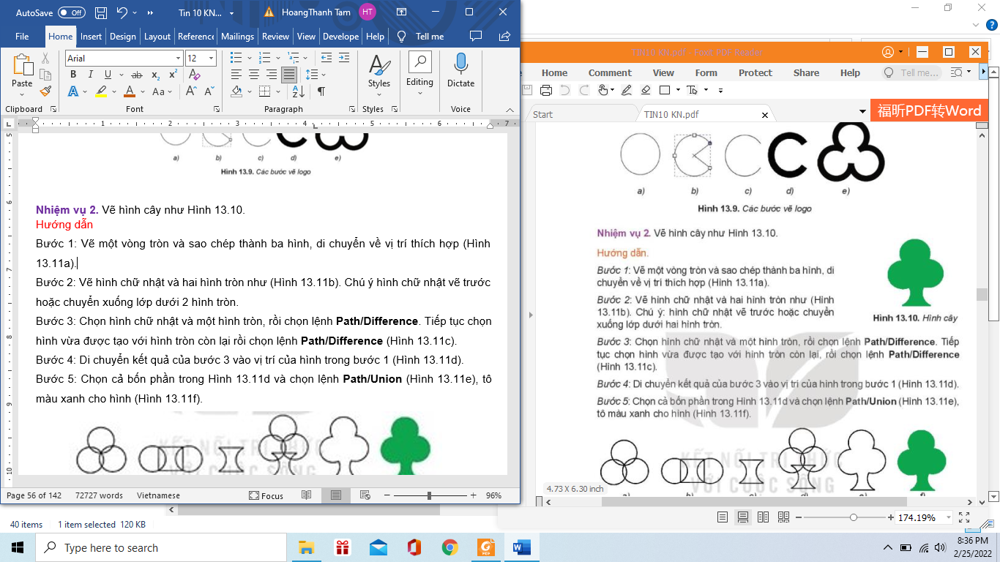 AutoSave Off Tin 10 KN... HoangThanh Tam HT
File Home Insert Design Layout Reference Mailings Review View Develope Help Tell me
Arial 12
Paste
Styles
Editing
Dictate
Clipboard Font Paragraph Styles Voice
a) b) c) d) e)
Hình 13.9. Các bước vẽ logo
Nhiệm vụ 2. Vẽ hình cây như Hình 13.10.
Hướng dẫn
Bước 1: Vẽ một vòng tròn và sao chép thành ba hình, di chuyển về vị trí thích hợp (Hình
13.11a).
Bước 2: Vẽ hình chữ nhật và hai hình tròn như (Hình 13.11b). Chú ý hình chữ nhật vẽ trước
hoặc chuyển xuống lớp dưới 2 hình tròn.
Bước 3: Chọn hình chữ nhật và một hình tròn, rồi chọn lệnh Path/Difference. Tiếp tục chọn
hình vừa được tạo với hình tròn còn lại rồi chọn lệnh Path/Difference (Hình 13.11c).
Bước 4: Di chuyển kết quả của bước 3 vào vị trí của hình trong bước 1 (Hình 13.11d).
Bước 5: Chọn cả bốn phần trong Hình 13.11d và chọn lệnh Path/Union (Hình 13.11e), tô
màu xanh cho hình (Hình 13.11f).
KẾT NỐI TRI THỨC
VỚI CUỘC SỐNG
Page 56 of 142 72727 words Vietnamese Focus 96%
TIN10 KN.pdf - Foxit PDF Reader
Home Comment View Form Protect Share Help Tell me...
Start TIN10 KN.pdf
福昕PDF转Word
a) b) c) d) e)
Hình 13.9. Các bước vẽ logo
Nhiệm vụ 2. Vẽ hình cây như Hình 13.10.
Hướng dẫn.
Bước 1: Vẽ một vòng tròn và sao chép thành ba hình, di
chuyển về vị trí thích hợp (Hình 13.11a).
Bước 2: Vẽ hình chữ nhật và hai hình tròn như (Hình
13.11b). Chú ý: hình chữ nhật vẽ trước hoặc chuyển
xuống lớp dưới hai hình tròn.
Hình 13.10. Hình cây
Bước 3: Chọn hình chữ nhật và một hình tròn, rồi chọn lệnh Path/Difference. Tiếp
tục chọn hình vừa được tạo với hình tròn còn lại, rồi chọn lệnh Path/Difference
(Hình 13.11c).
Bước 4: Di chuyển kết quả của bước 3 vào vị trí của hình trong bước 1 (Hình 13.11d).
Bước 5: Chọn cả bốn phần trong Hình 13.11d và chọn lệnh Path/Union (Hình 13.11e),
tô màu xanh cho hình (Hình 13.11f).
KẾT NỐI TRI THỨC
VỚI CUỘC SỐNG
4.73 X 6.30 inch
174.19%
40 items 1 item selected 120 KB
Type here to search
8:36 PM
2/25/2022